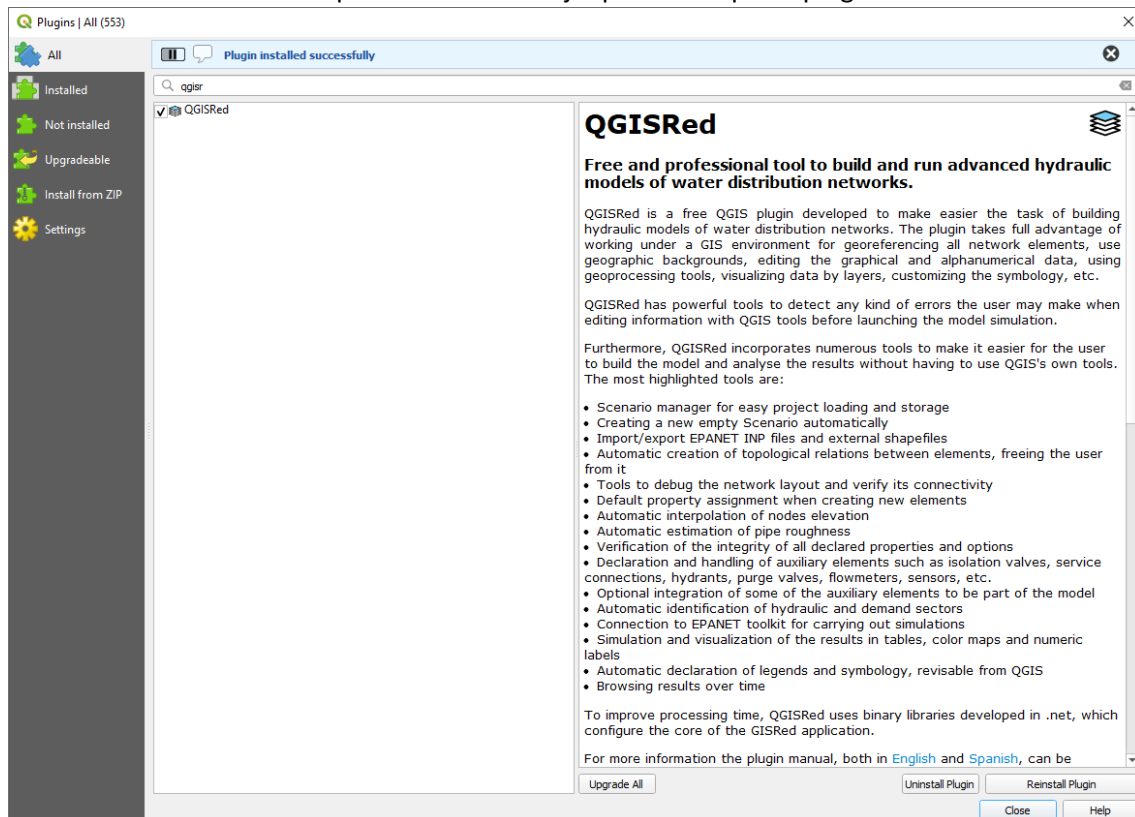 Plugins | All (553)
All
Installed
Not installed
Upgradeable
Install from ZIP
Settings
Plugin installed successfully
qgisr
QGISRed
QGISRed
Free and professional tool to build and run advanced hydraulic
models of water distribution networks.
QGISRed is a free QGIS plugin developed to make easier the task of building
hydraulic models of water distribution networks. The plugin takes full advantage of
working under a GIS environment for georeferencing all network elements, use
geographic backgrounds, editing the graphical and alphanumerical data, using
geoprocessing tools, visualizing data by layers, customizing the symbology, etc.
QGISRed has powerful tools to detect any kind of errors the user may make when
editing information with QGIS tools before launching the model simulation.
Furthermore, QGISRed incorporates numerous tools to make it easier for the user
to build the model and analyse the results without having to use QGIS's own tools.
The most highlighted tools are:
• Scenario manager for easy project loading and storage
• Creating a new empty Scenario automatically
• Import/export EPANET INP files and external shapefiles
• Automatic creation of topological relations between elements, freeing the user
from it
• Tools to debug the network layout and verify its connectivity
• Default property assignment when creating new elements
• Automatic interpolation of nodes elevation
• Automatic estimation of pipe roughness
• Verification of the integrity of all declared properties and options
• Declaration and handling of auxiliary elements such as isolation valves, service
connections, hydrants, purge valves, flowmeters, sensors, etc.
• Optional integration of some of the auxiliary elements to be part of the model
• Automatic identification of hydraulic and demand sectors
• Connection to EPANET toolkit for carrying out simulations
• Simulation and visualization of the results in tables, color maps and numeric
labels
• Automatic declaration of legends and symbology, revisable from QGIS
• Browsing results over time
To improve processing time, QGISRed uses binary libraries developed in .net, which
configure the core of the GISRed application.
For more information the plugin manual, both in English and Spanish, can be
Upgrade All
Uninstall Plugin
Reinstall Plugin
Close
Help